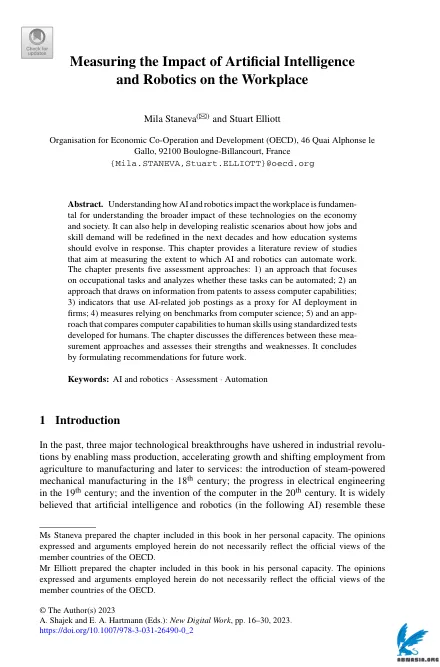 Check for
updates
Measuring the Impact of Artificial Intelligence
and Robotics on the Workplace
Mila Staneva(✉) and Stuart Elliott
Organisation for Economic Co-Operation and Development (OECD), 46 Quai Alphonse le
Gallo, 92100 Boulogne-Billancourt, France
{Mila.STANEVA,Stuart.ELLIOTT}@oecd.org
Abstract. Understanding how AI and robotics impact the workplace is fundamen-
tal for understanding the broader impact of these technologies on the economy
and society. It can also help in developing realistic scenarios about how jobs and
skill demand will be redefined in the next decades and how education systems
should evolve in response. This chapter provides a literature review of studies
that aim at measuring the extent to which AI and robotics can automate work.
The chapter presents five assessment approaches: 1) an approach that focuses
on occupational tasks and analyzes whether these tasks can be automated; 2) an
approach that draws on information from patents to assess computer capabilities;
3) indicators that use AI-related job postings as a proxy for AI deployment in
firms; 4) measures relying on benchmarks from computer science; 5) and an ap-
proach that compares computer capabilities to human skills using standardized tests
developed for humans. The chapter discusses the differences between these mea-
surement approaches and assesses their strengths and weaknesses. It concludes
by formulating recommendations for future work.
Keywords: AI and robotics · Assessment · Automation
1 Introduction
In the past, three major technological breakthroughs have ushered in industrial revolu-
tions by enabling mass production, accelerating growth and shifting employment from
agriculture to manufacturing and later to services: the introduction of steam-powered
mechanical manufacturing in the 18th century; the progress in electrical engineering
in the 19th century; and the invention of the computer in the 20th century. It is widely
believed that artificial intelligence and robotics (in the following AI) resemble these
Ms Staneva prepared the chapter included in this book in her personal capacity. The opinions
expressed and arguments employed herein do not necessarily reflect the official views of the
member countries of the OECD.
Mr Elliott prepared the chapter included in this book in his personal capacity. The opinions
expressed and arguments employed herein do not necessarily reflect the official views of the
member countries of the OECD.
© The Author(s) 2023
A. Shajek and E. A. Hartmann (Eds.): New Digital Work, pp. 16–30, 2023.
https://doi.org/10.1007/978-3-031-26490-0_2